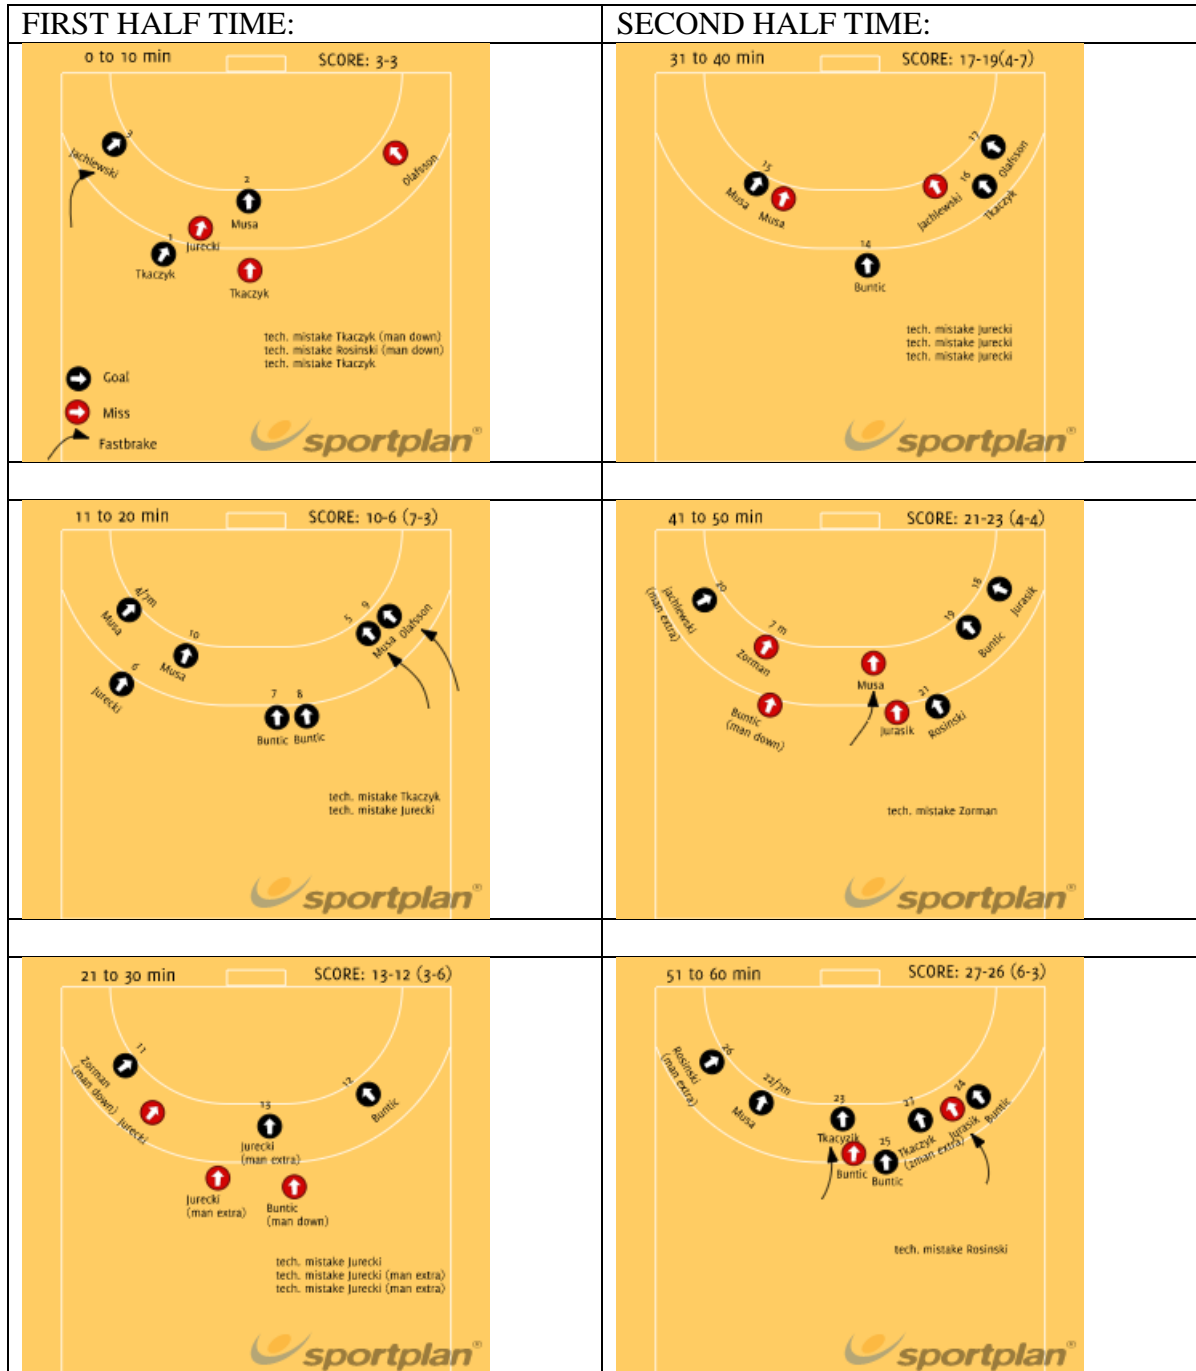 FIRST HALF TIME:
SECOND HALF TIME:
0 to 10 min
SCORE: 3-3
3
Jachlewski
2
Musa
Olafsson
Jurecki
1
Tkaczyk
Tkaczyk
tech. mistake Tkaczyk (man down)
tech. mistake Rosinski (man down)
tech. mistake Tkaczyk
Goal
Miss
Fastbrake
sportplan®
31 to 40 min
SCORE: 17-19(4-7)
15
Musa
Musa
17
Olafsson
16
Jachlewski
Tkaczyk
14
Buntic
tech. mistake Jurecki
tech. mistake Jurecki
tech. mistake Jurecki
sportplan®
11 to 20 min
SCORE: 10-6 (7-3)
4/7m
Musa
10
Musa
6
Jurecki
5
9
Musa
Olafsson
7
8
Buntic
Buntic
tech. mistake Tkaczyk
tech. mistake Jurecki
sportplan®
41 to 50 min
SCORE: 21-23 (4-4)
20
Jachlewski
(man extra)
7 m
Zorman
18
Jurasik
19
Buntic
Musa
Buntic
(man down)
Jurasik
21
Rosinski
tech. mistake Zorman
sportplan®
21 to 30 min
SCORE: 13-12 (3-6)
11
Zorman
(man down)
Jurecki
12
Buntic
13
Jurecki
(man extra)
Jurecki
(man extra)
Buntic
(man down)
tech. mistake Jurecki
tech. mistake Jurecki (man extra)
tech. mistake Jurecki (man extra)
sportplan®
51 to 60 min
SCORE: 27-26 (6-3)
26
Rosinski
(man extra)
22/7m
Musa
23
Tkacyzik
27
Tkaczyk
(2man extra)
24
Jurasik
Buntic
Buntic
25
Buntic
tech. mistake Rosinski
sportplan®